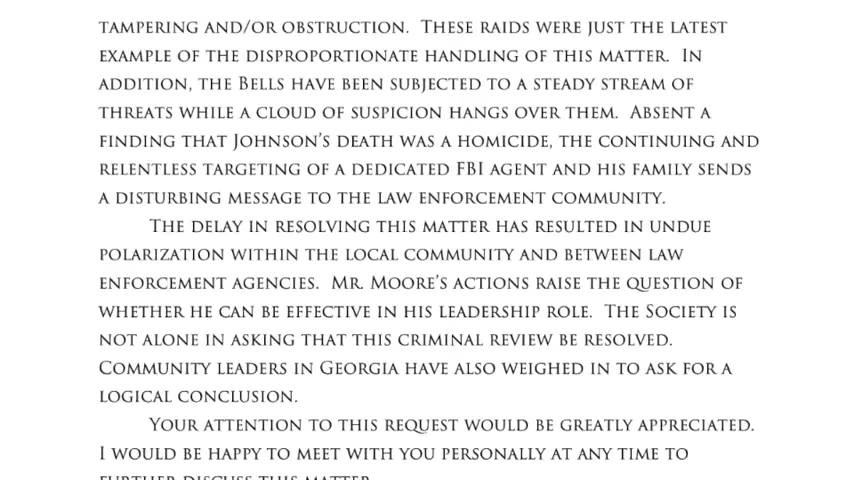 TAMPERING AND/OR OBSTRUCTION. THESE RAIDS WERE JUST THE LATEST
EXAMPLE OF THE DISPROPORTIONATE HANDLING OF THIS MATTER. IN
ADDITION, THE BELLS HAVE BEEN SUBJECTED TO A STEADY STREAM OF
THREATS WHILE A CLOUD OF SUSPICION HANGS OVER THEM. ABSENT A
FINDING THAT JOHNSON'S DEATH WAS A HOMICIDE, THE CONTINUING AND
RELENTLESS TARGETING OF A DEDICATED FBI AGENT AND HIS FAMILY SENDS
A DISTURBING MESSAGE TO THE LAW ENFORCEMENT COMMUNITY.
THE DELAY IN RESOLVING THIS MATTER HAS RESULTED IN UNDUE
POLARIZATION WITHIN THE LOCAL COMMUNITY AND BETWEEN LAW
ENFORCEMENT AGENCIES. MR. MOORE'S ACTIONS RAISE THE QUESTION OF
WHETHER HE CAN BE EFFECTIVE IN HIS LEADERSHIP ROLE. THE SOCIETY IS
NOT ALONE IN ASKING THAT THIS CRIMINAL REVIEW BE RESOLVED.
COMMUNITY LEADERS IN GEORGIA HAVE ALSO WEIGHED IN TO ASK FOR A
LOGICAL CONCLUSION.
YOUR ATTENTION TO THIS REQUEST WOULD BE GREATLY APPRECIATED.
I WOULD BE HAPPY TO MEET WITH YOU PERSONALLY AT ANY TIME TO
FURTHER DISCUSS THIS MATTER